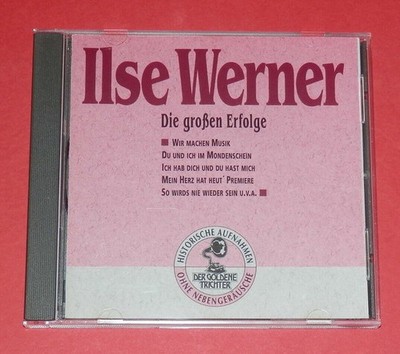 Ilse Werner
Die großen Erfolge
WIR MACHEN MUSIK
DU UND ICH IM MONDENSCHEIN
ICH HAB DICH UND DU HAST MICH
MEIN HERZ HAT HEUT´ PREMIERE
SO WIRDS NIE WIEDER SEIN U.V.A.
HISTORISCHE AUFNAHMEN
DER GOLDENE
TRICHTER
OHNE NEBENGERÄUSCHE